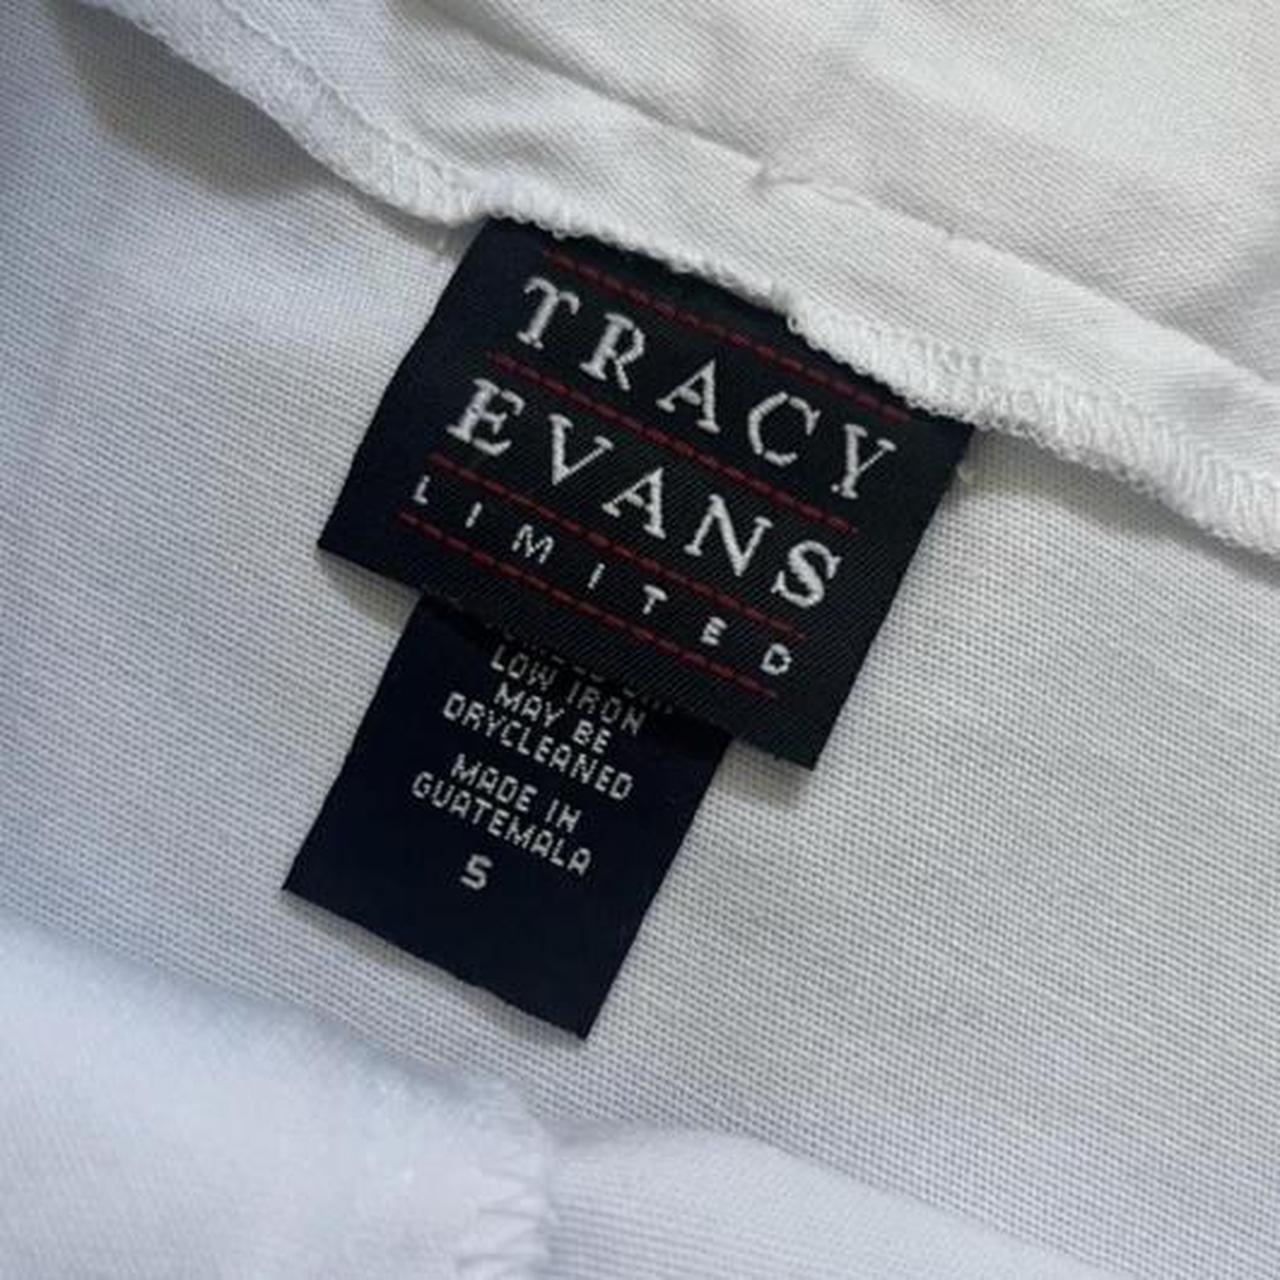 TRACY
EVANS
LIMITED
LOW IRON
MAY BE
DRYCLEANED
MADE IN
GUATEMALA
S